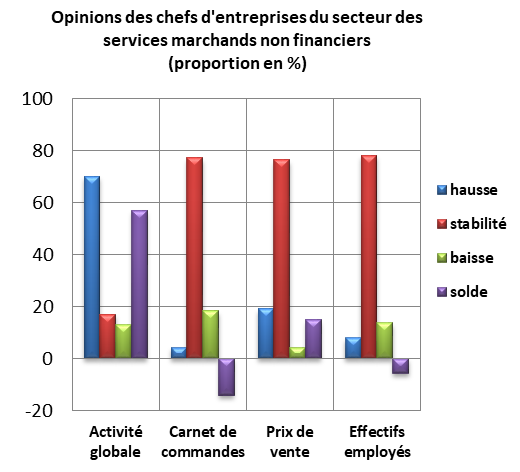 Opinions des chefs d'entreprises du secteur des
services marchands non financiers
(proportion en %)
100
80
60
40
20
0
-20
Activité
globale
Carnet de
commandes
Prix de
vente
Effectifs
employés
hausse
stabilité
baisse
solde